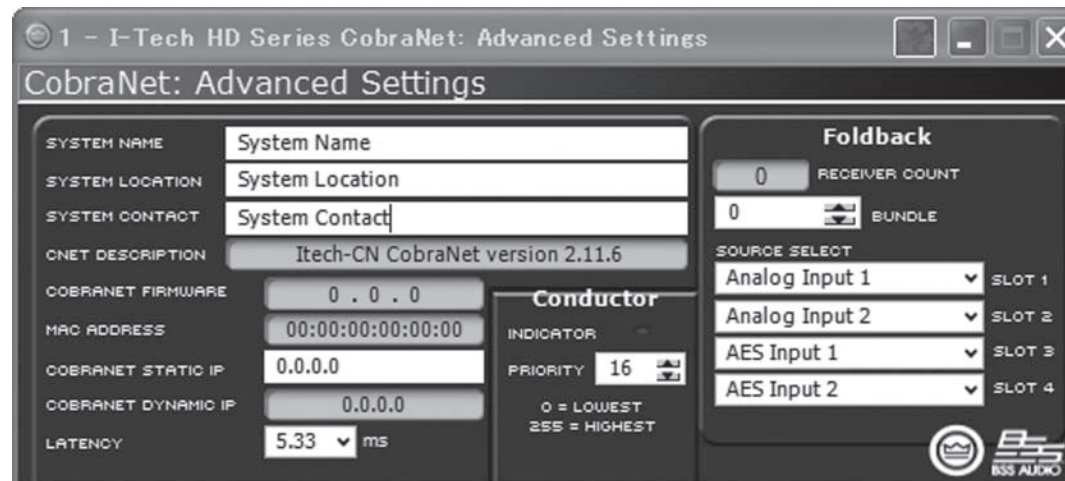 1 - I-Tech HD Series CobraNet: Advanced Settings
CobraNet: Advanced Settings
SYSTEM NAME System Name
SYSTEM LOCATION System Location
SYSTEM CONTACT System Contact
CNET DESCRIPTION Itech-CN CobraNet version 2.11.6
COBRANET FIRMWARE 0 . 0 . 0
MAC ADDRESS 00:00:00:00:00:00
COBRANET STATIC IP 0.0.0.0
COBRANET DYNAMIC IP 0.0.0.0
LATENCY 5.33 ms
Conductor
INDICATOR
PRIORITY 16
0 = LOWEST
255 = HIGHEST
Foldback
0 RECEIVER COUNT
0 BUNDLE
SOURCE SELECT
Analog Input 1 SLOT 1
Analog Input 2 SLOT 2
AES Input 1 SLOT 3
AES Input 2 SLOT 4
BSS AUDIO